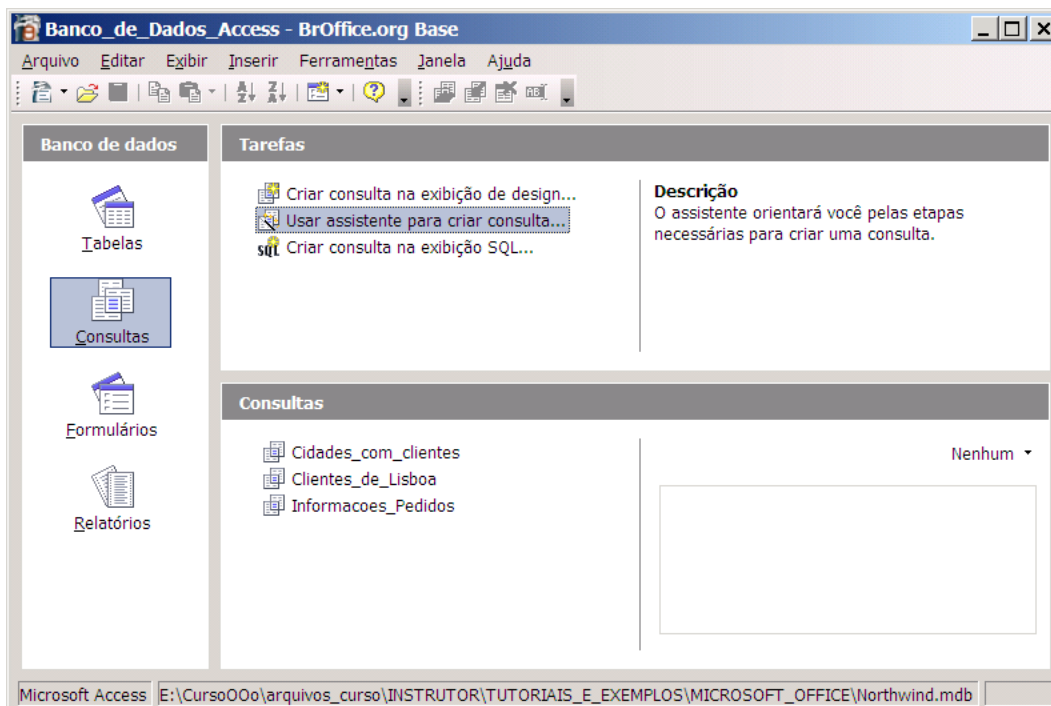 Banco_de_Dados_Access - BrOffice.org Base
Arquivo Editar Exibir Inserir Ferramentas Janela Ajuda
Banco de dados
Tabelas
Consultas
Formulários
Relatórios
Tarefas
Criar consulta na exibição de design...
Usar assistente para criar consulta...
SQL Criar consulta na exibição SQL...
Descrição
O assistente orientará você pelas etapas
necessárias para criar uma consulta.
Consultas
Cidades_com_clientes
Clientes_de_Lisboa
Informacoes_Pedidos
Nenhum
Microsoft Access E:\CursoOOo\arquivos_curso\INSTRUTOR\TUTORIAIS_E_EXEMPLOS\MICROSOFT_OFFICE\Northwind.mdb